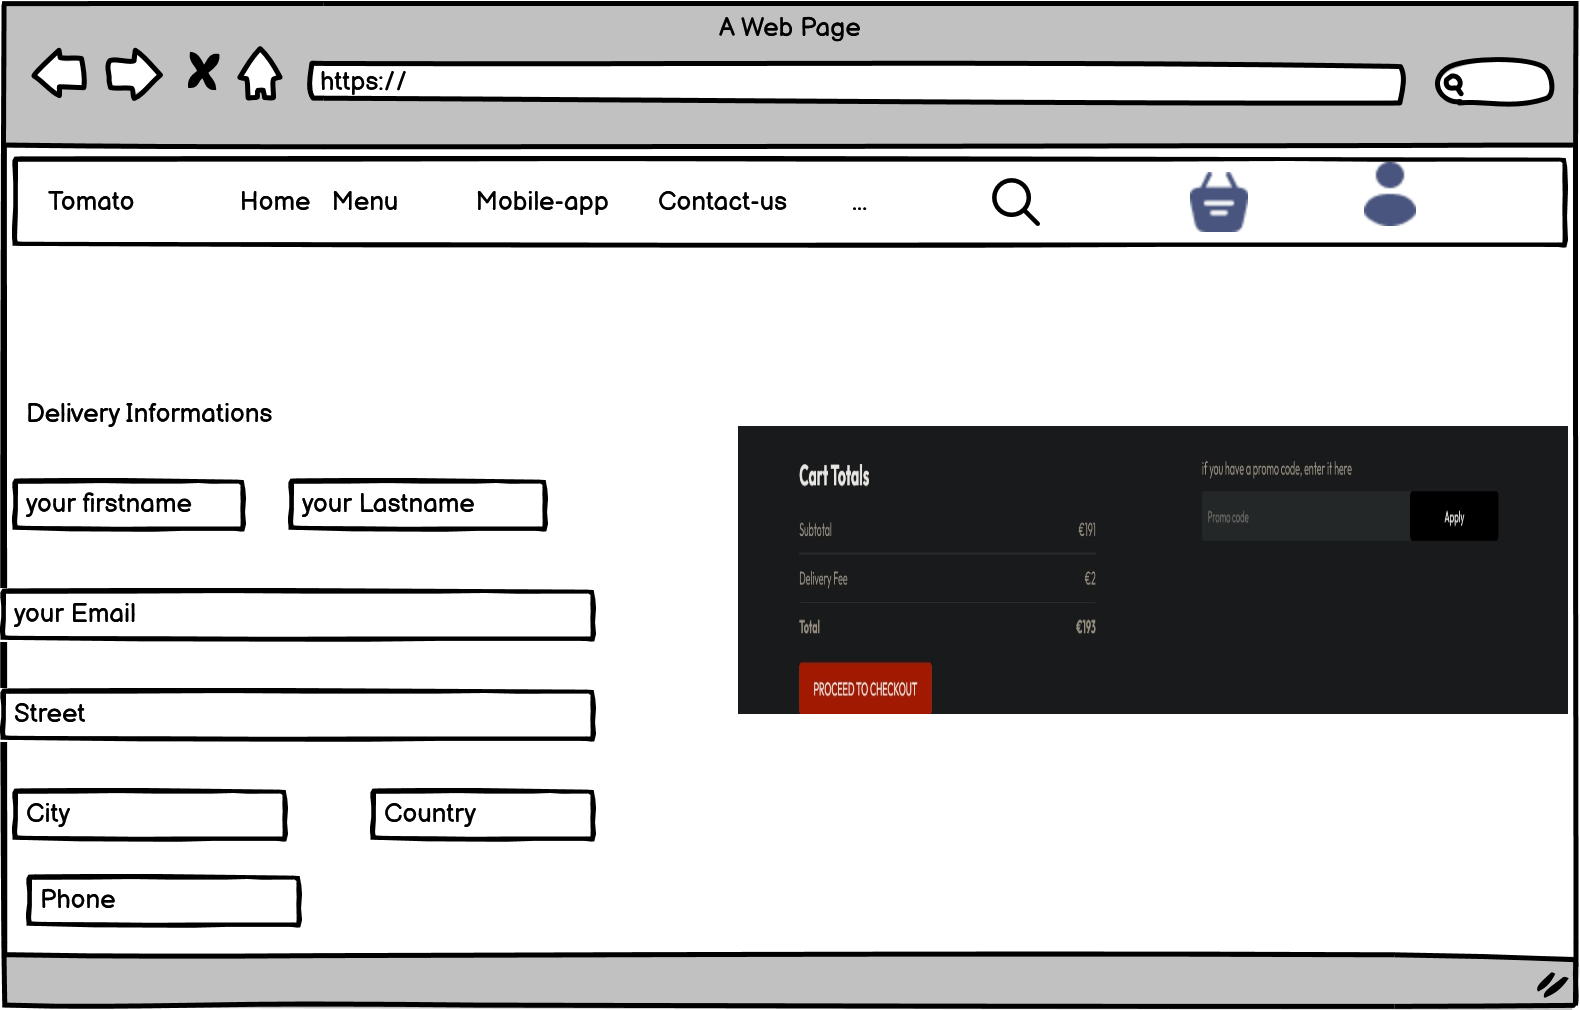 A Web Page
https://
Tomato Home Menu Mobile-app Contact-us ...
Delivery Informations
your firstname your Lastname
your Email
Street
City Country
Phone
Cart Totals
Subtotal €191
Delivery Fee €2
Total €193
PROCEED TO CHECKOUT
if you have a promo code, enter it here
Promo code Apply